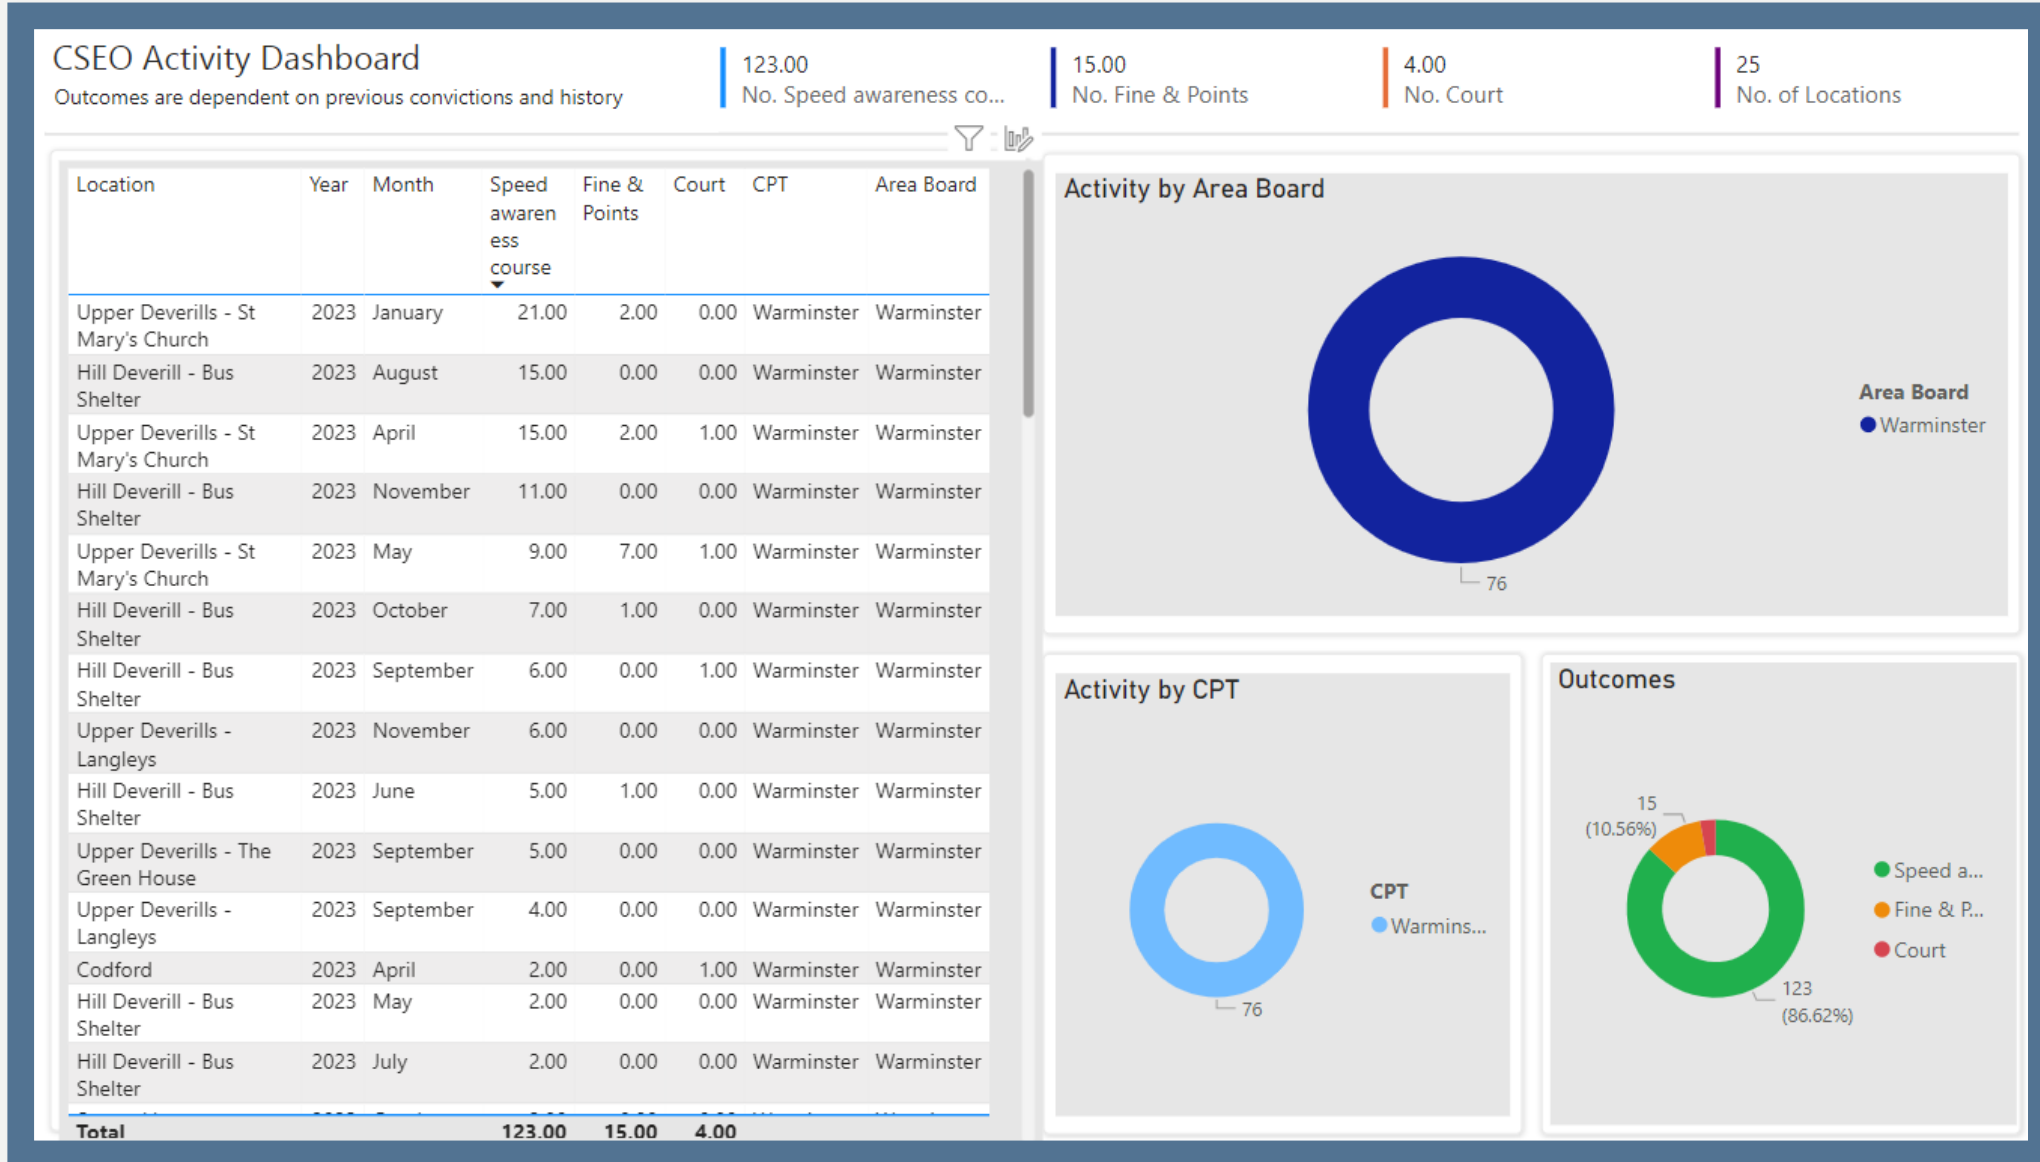 CSEO Activity Dashboard
Outcomes are dependent on previous convictions and history
123.00
No. Speed awareness co...
15.00
No. Fine & Points
4.00
No. Court
25
No. of Locations
Location Year Month Speed awaren ess course Fine & Points Court CPT Area Board
Upper Deverills - St Mary's Church 2023 January 21.00 2.00 0.00 Warminster Warminster
Hill Deverill - Bus Shelter 2023 August 15.00 0.00 0.00 Warminster Warminster
Upper Deverills - St Mary's Church 2023 April 15.00 2.00 1.00 Warminster Warminster
Hill Deverill - Bus Shelter 2023 November 11.00 0.00 0.00 Warminster Warminster
Upper Deverills - St Mary's Church 2023 May 9.00 7.00 1.00 Warminster Warminster
Hill Deverill - Bus Shelter 2023 October 7.00 1.00 0.00 Warminster Warminster
Hill Deverill - Bus Shelter 2023 September 6.00 0.00 1.00 Warminster Warminster
Upper Deverills - Langleys 2023 November 6.00 0.00 0.00 Warminster Warminster
Hill Deverill - Bus Shelter 2023 June 5.00 1.00 0.00 Warminster Warminster
Upper Deverills - The Green House 2023 September 5.00 0.00 0.00 Warminster Warminster
Upper Deverills - Langleys 2023 September 4.00 0.00 0.00 Warminster Warminster
Codford 2023 April 2.00 0.00 1.00 Warminster Warminster
Hill Deverill - Bus Shelter 2023 May 2.00 0.00 0.00 Warminster Warminster
Hill Deverill - Bus Shelter 2023 July 2.00 0.00 0.00 Warminster Warminster
Total 123.00 15.00 4.00
Activity by Area Board
76
Area Board
Warminster
Activity by CPT
76
CPT
Warmins...
Outcomes
15
(10.56%)
123
(86.62%)
Speed a...
Fine & P...
Court